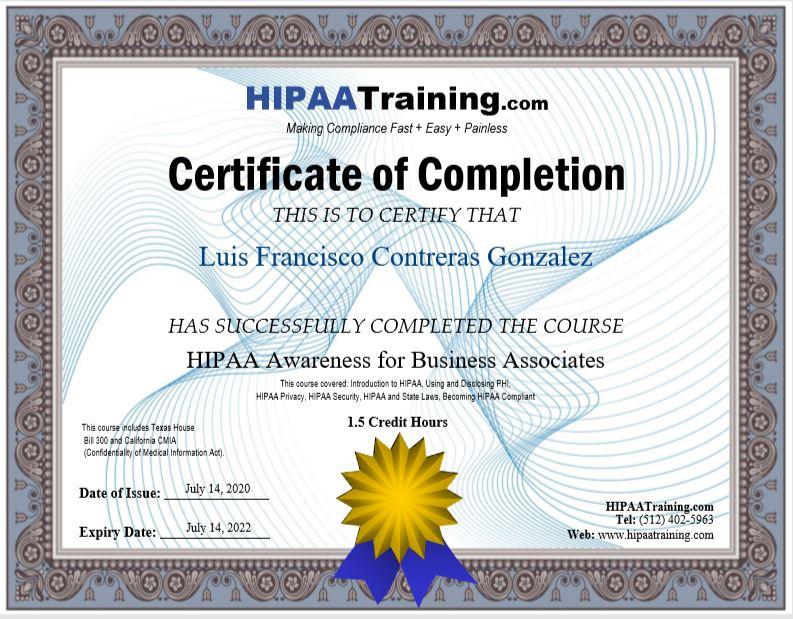 HIPAATraining.com
Making Compliance Fast + Easy + Painless
Certificate of Completion
THIS IS TO CERTIFY THAT
Luis Francisco Contreras Gonzalez
HAS SUCCESSFULLY COMPLETED THE COURSE
HIPAA Awareness for Business Associates
This course covered: Introduction to HIPAA, Using and Disclosing PHI,
HIPAA Privacy, HIPAA Security, HIPAA and State Laws, Becoming HIPAA Compliant
1.5 Credit Hours
This course includes Texas House
Bill 300 and California CMIA
(Confidentiality of Medical Information Act).
Date of Issue: July 14, 2020
Expiry Date: July 14, 2022
HIPAATraining.com
Tel: (512) 402-5963
Web: www.hipaatraining.com